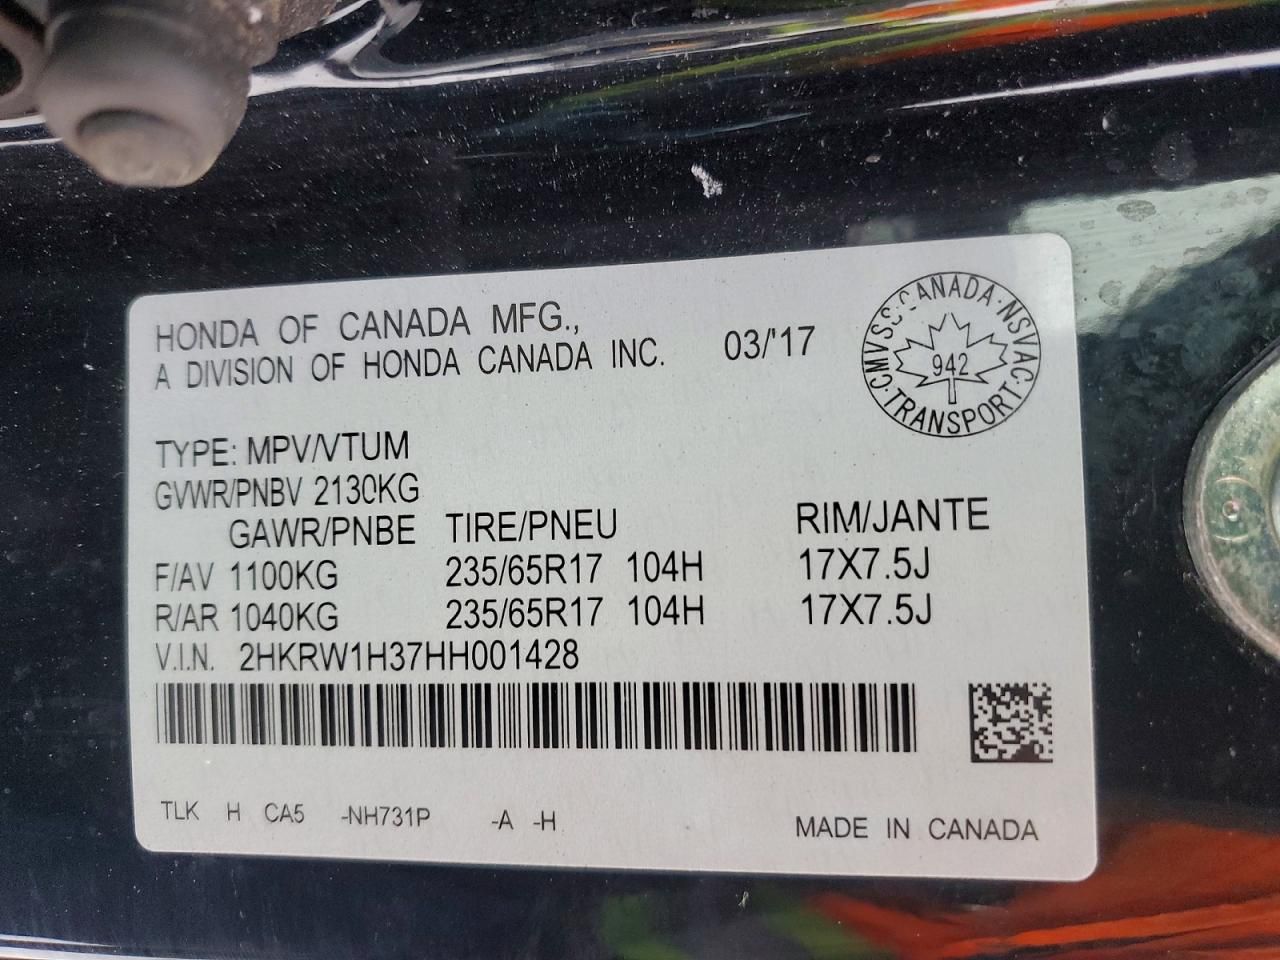 HONDA OF CANADA MFG.,
A DIVISION OF HONDA CANADA INC. 03/'17
CMVSS CANADA NSVAC TRANSPORT
942
TYPE: MPV/VTUM
GVWR/PNBV 2130KG
GAWR/PNBE TIRE/PNEU RIM/JANTE
F/AV 1100KG 235/65R17 104H 17X7.5J
R/AR 1040KG 235/65R17 104H 17X7.5J
V.I.N. 2HKRW1H37HH001428
TLK H CA5 -NH731P -A -H MADE IN CANADA